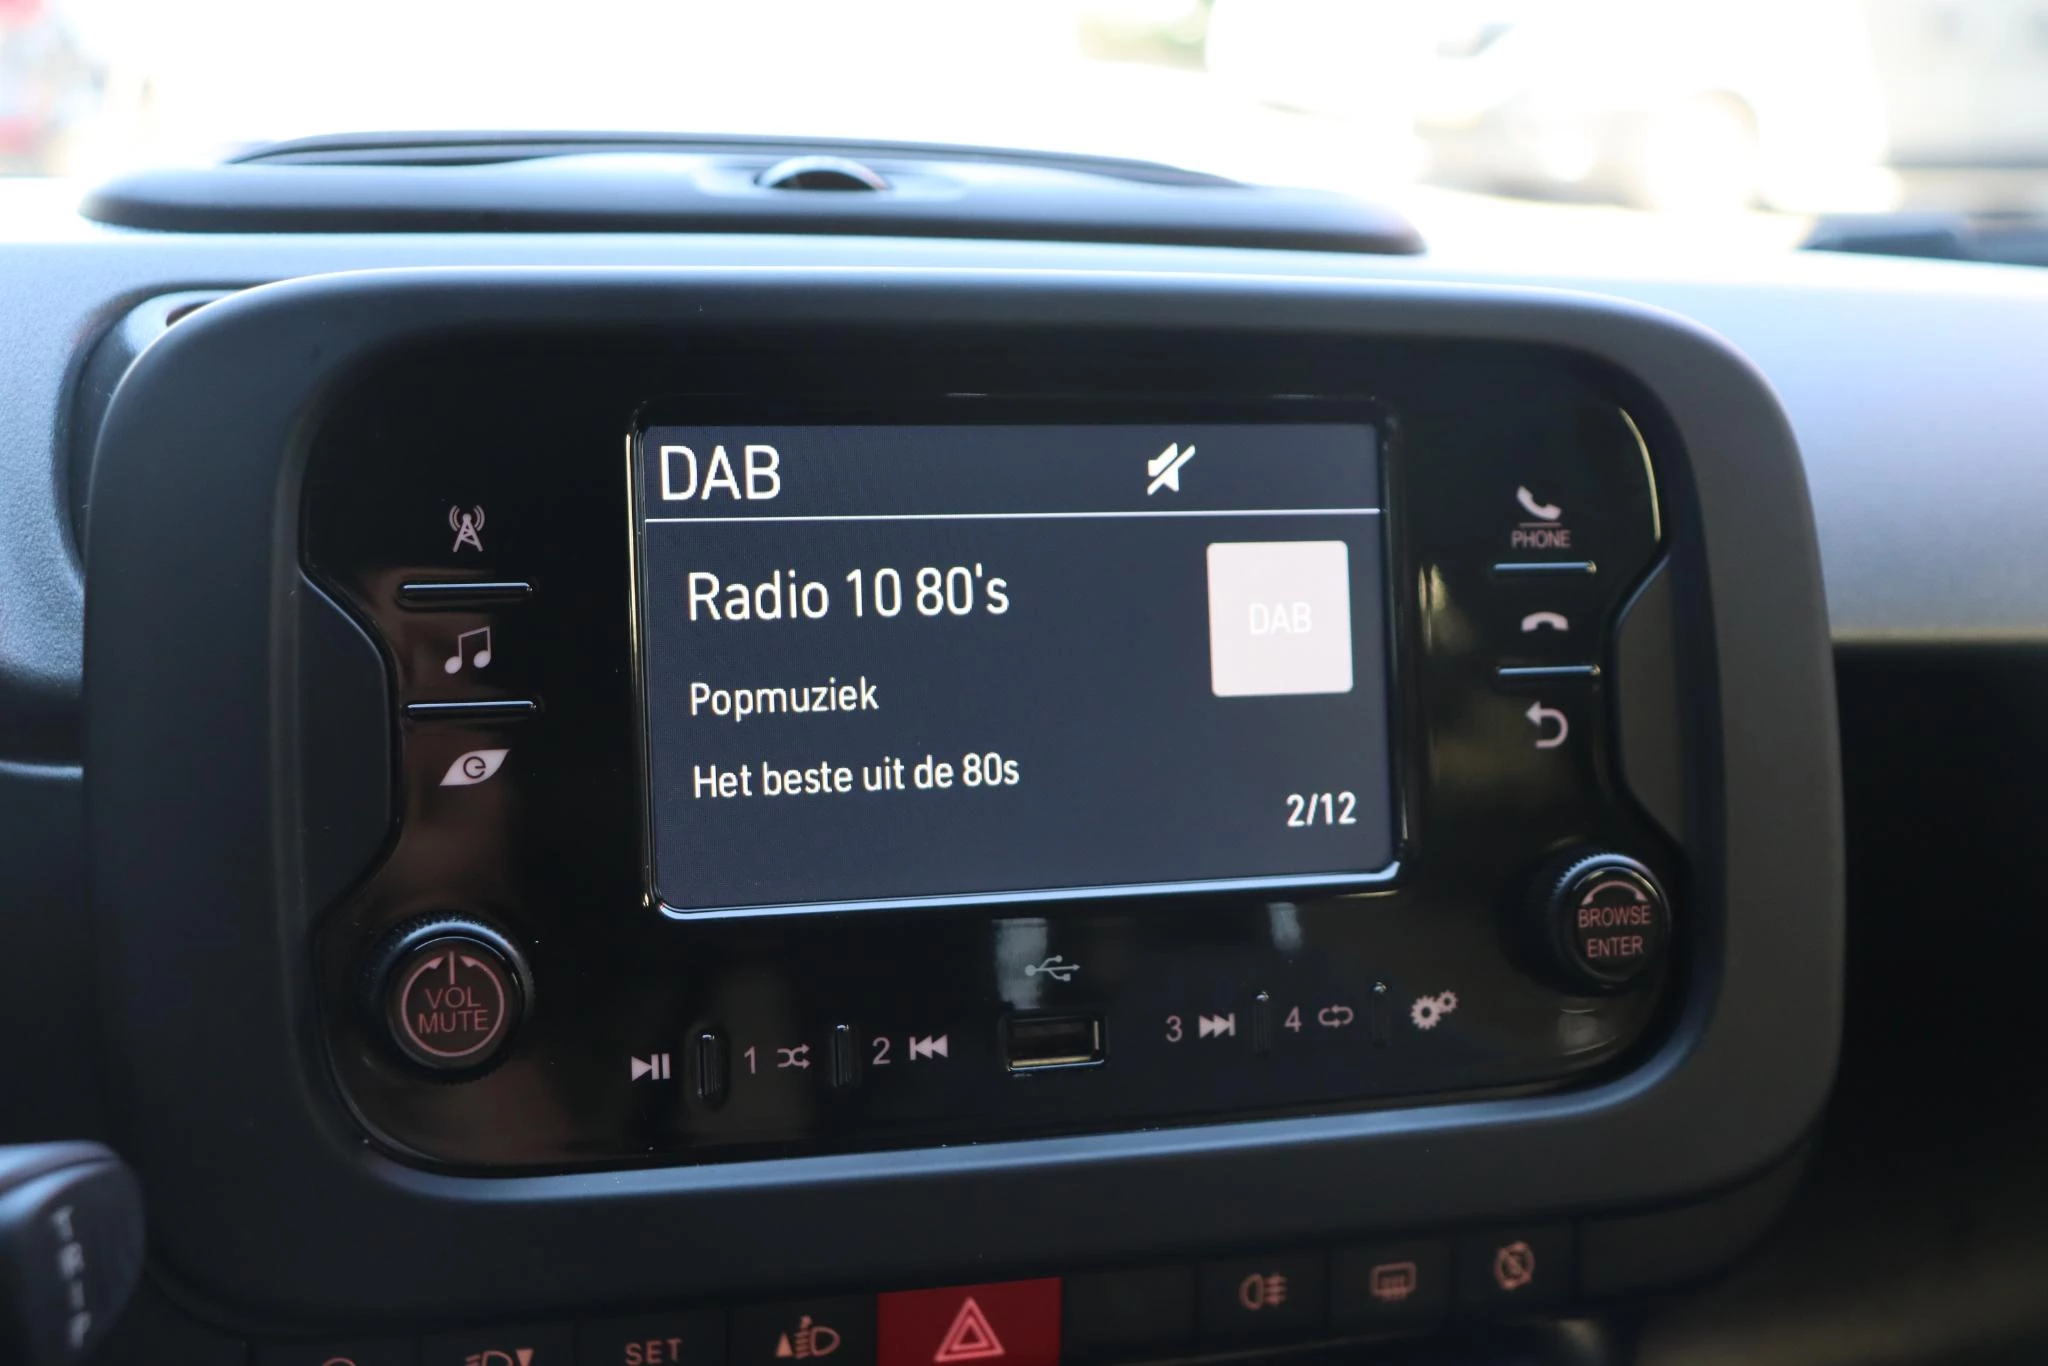 DAB
Radio 10 80's
DAB
Popmuziek
Het beste uit de 80s
2/12
PHONE
VOL
MUTE
BROWSE
ENTER
1
2
3
4
TRIP
SET